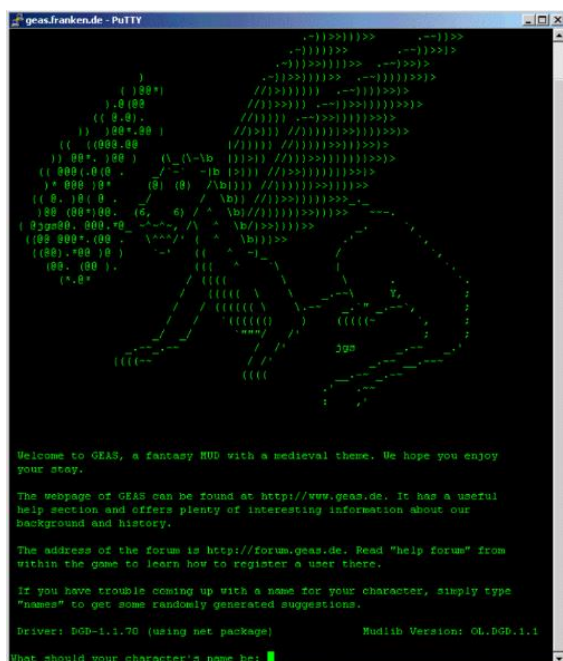 geas.franken.de - PuTTY
jgs
jgs
Welcome to GEAS, a fantasy MUD with a medieval theme. We hope you enjoy
your stay.
The webpage of GEAS can be found at http://www.geas.de. It has a useful
help section and offers plenty of interesting information about our
background and history.
The address of the forum is http://forum.geas.de. Read "help forum" from
within the game to learn how to register a user there.
If you have trouble coming up with a name for your character, simply type
"names" to get some randomly generated suggestions.
Driver: DGD-1.1.78 (using net package) Mudlib Version: OL.DGD.1.1
What should your character's name be: